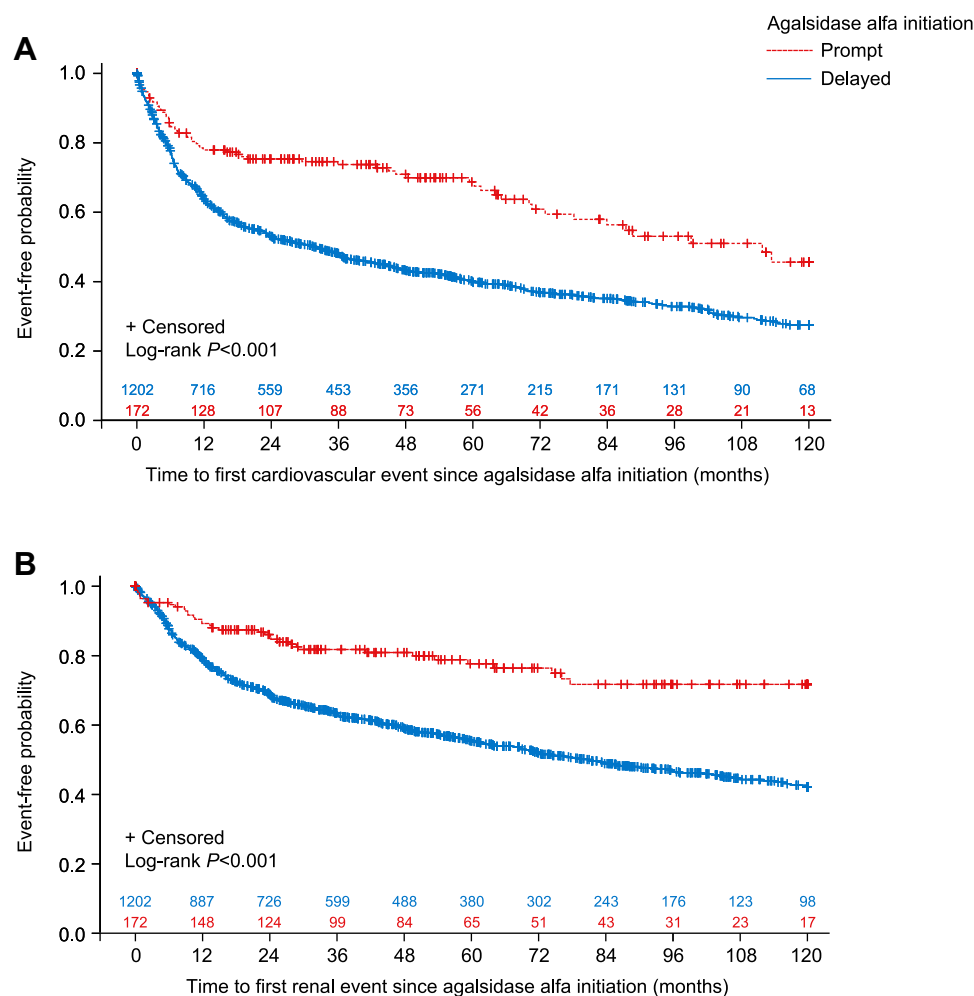 Agalsidase alfa initiation
Prompt
Delayed
A
Event-free probability
1.0
0.8
0.6
0.4
0.2
0.0
+ Censored
Log-rank P<0.001
1202 716 559 453 356 271 215 171 131 90 68
172 128 107 88 73 56 42 36 28 21 13
0 12 24 36 48 60 72 84 96 108 120
Time to first cardiovascular event since agalsidase alfa initiation (months)
B
Event-free probability
1.0
0.8
0.6
0.4
0.2
0.0
+ Censored
Log-rank P<0.001
1202 887 726 599 488 380 302 243 176 123 98
172 148 124 99 84 65 51 43 31 23 17
0 12 24 36 48 60 72 84 96 108 120
Time to first renal event since agalsidase alfa initiation (months)